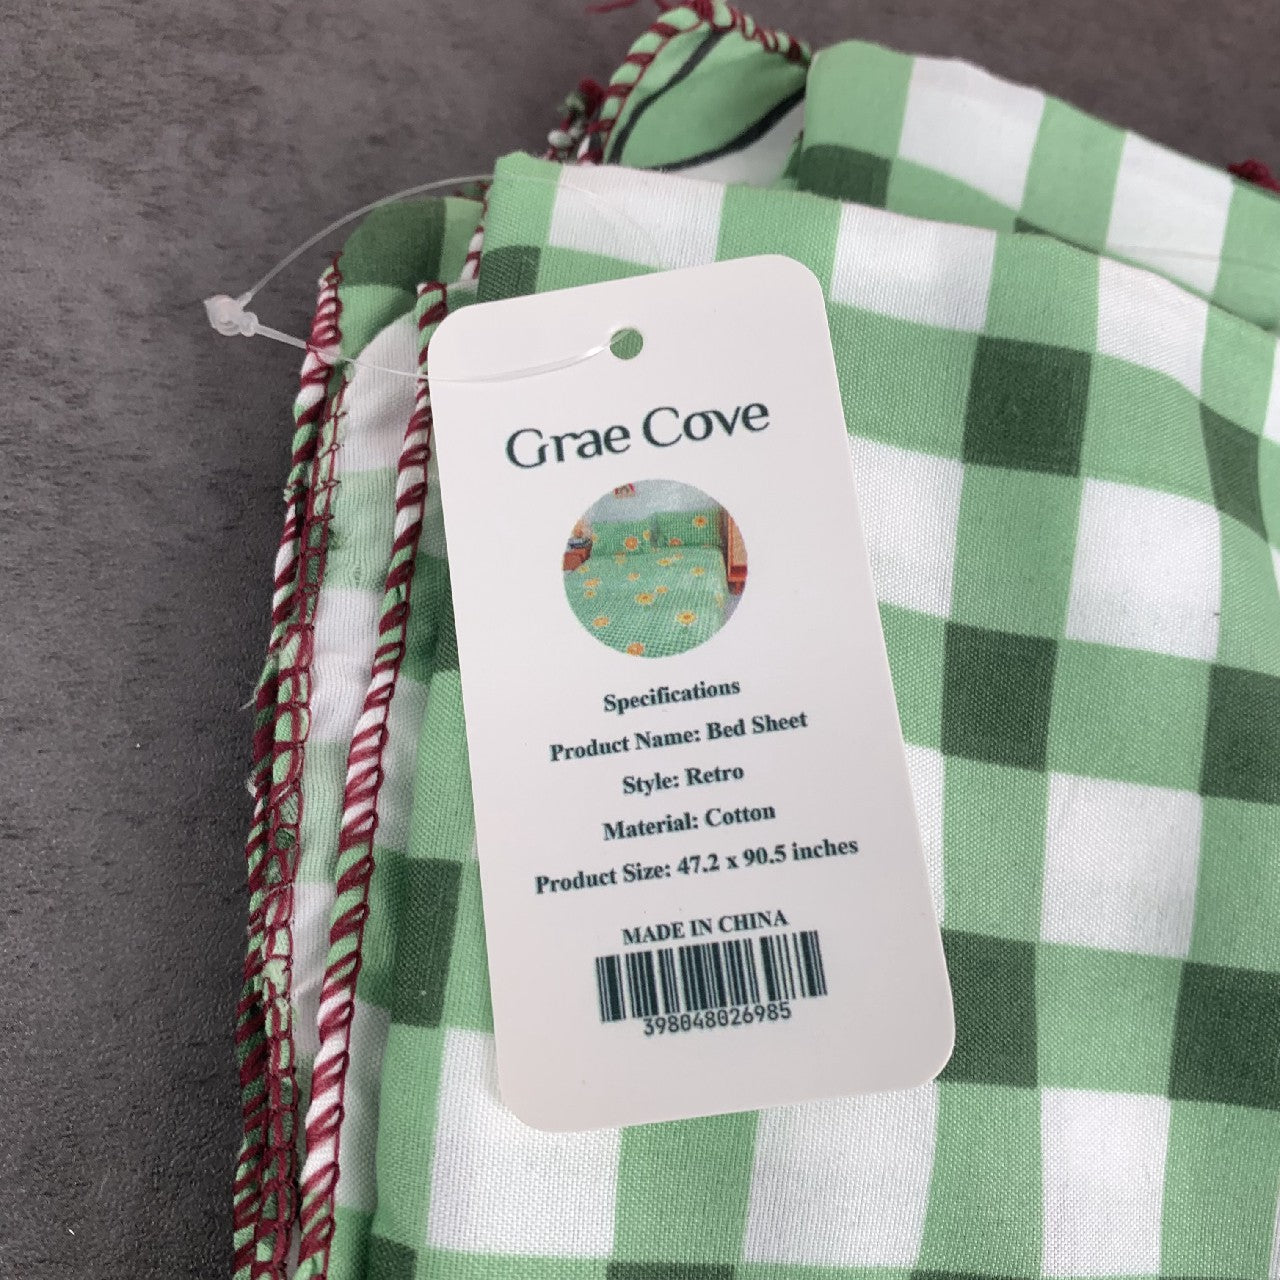 Grae Cove
Specifications
Product Name: Bed Sheet
Style: Retro
Material: Cotton
Product Size: 47.2 x 90.5 inches
MADE IN CHINA
398048026985